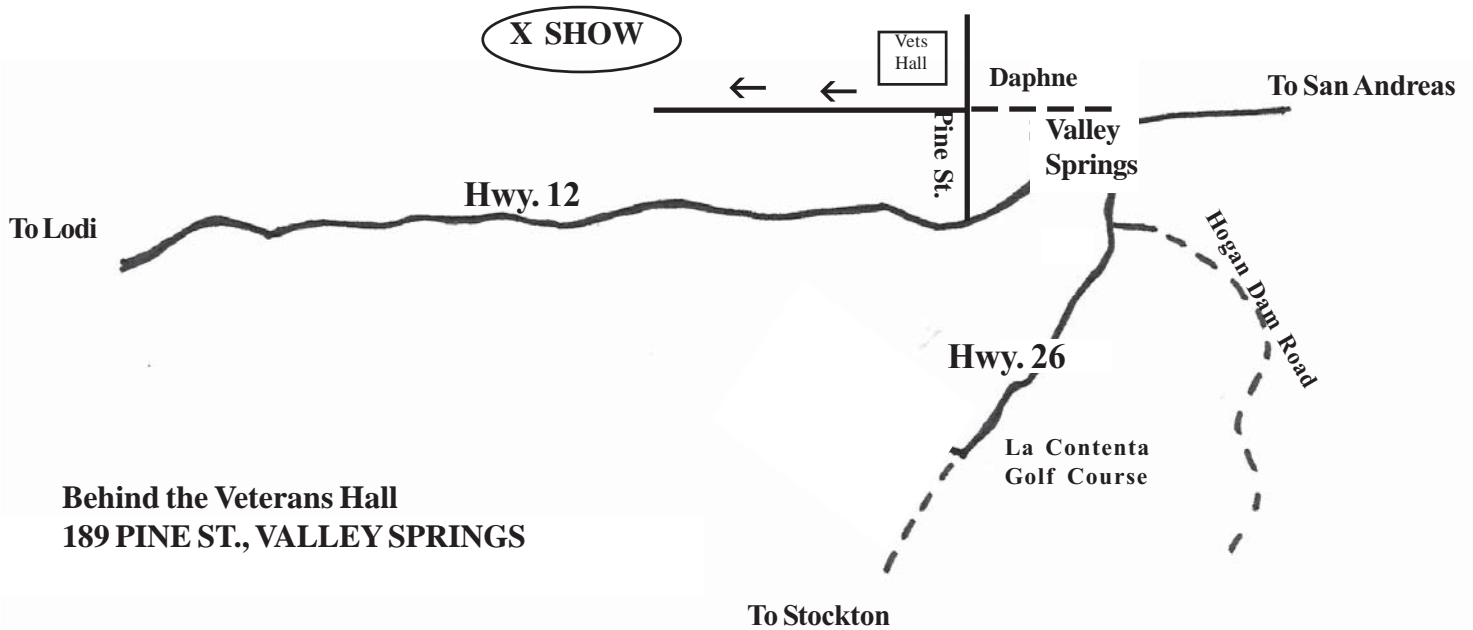 X SHOW
Vets
Hall
Daphne
To San Andreas
Pine St.
Valley
Springs
Hwy. 12
To Lodi
Hogan Dam Road
Hwy. 26
La Contenta
Golf Course
Behind the Veterans Hall
189 PINE ST., VALLEY SPRINGS
To Stockton